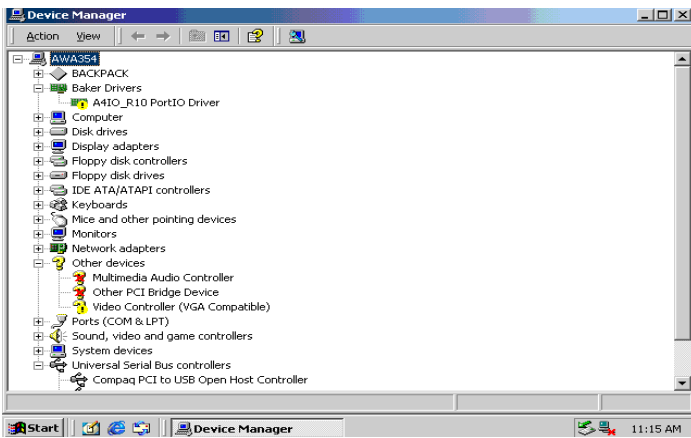 Device Manager
Action View
AWA354
BACKPACK
Baker Drivers
A4IO_R10 PortIO Driver
Computer
Disk drives
Display adapters
Floppy disk controllers
Floppy disk drives
IDE ATA/ATAPI controllers
Keyboards
Mice and other pointing devices
Monitors
Network adapters
Other devices
Multimedia Audio Controller
Other PCI Bridge Device
Video Controller (VGA Compatible)
Ports (COM & LPT)
Sound, video and game controllers
System devices
Universal Serial Bus controllers
Compaq PCI to USB Open Host Controller
Start Device Manager 11:15 AM